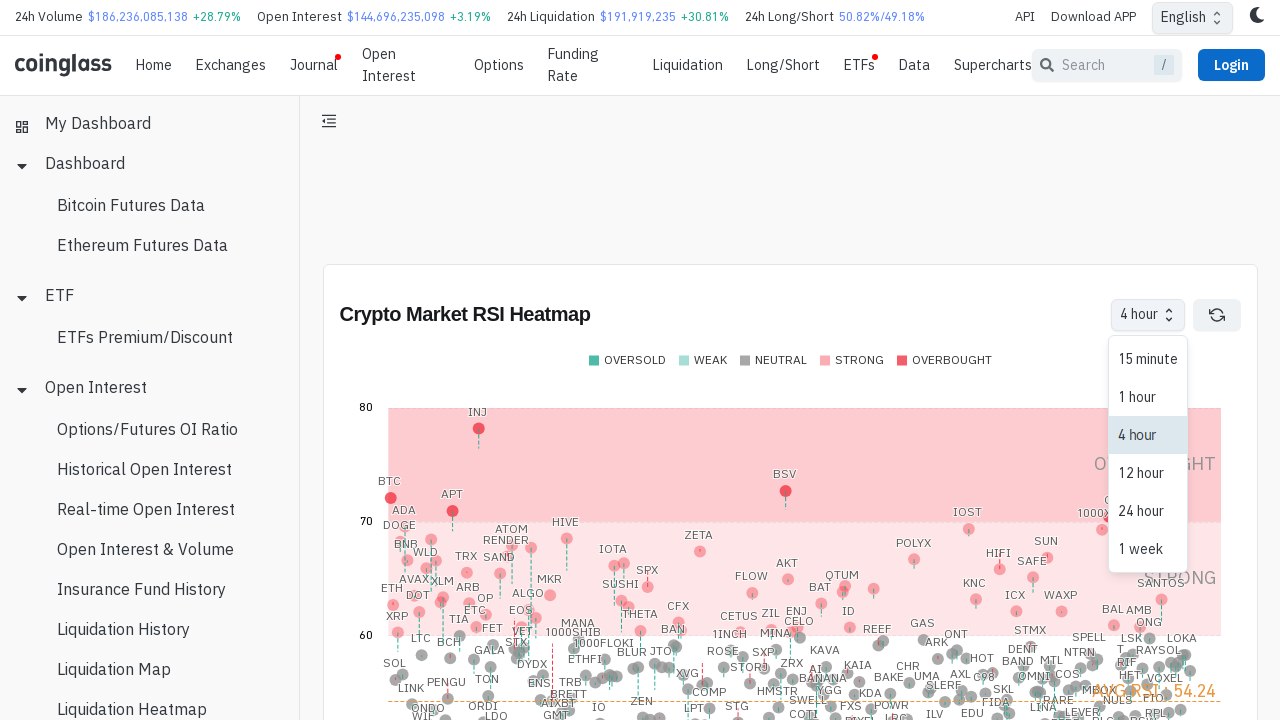 24h Volume $186,236,085,138 +28.79% Open Interest $144,696,235,098 +3.19% 24h Liquidation $191,919,235 +30.81% 24h Long/Short 50.82%/49.18% API Download APP English
coinglass Home Exchanges Journal Open Interest Options Funding Rate Liquidation Long/Short ETFs Data Supercharts Search / Login
My Dashboard
Dashboard
Bitcoin Futures Data
Ethereum Futures Data
ETF
ETFs Premium/Discount
Open Interest
Options/Futures OI Ratio
Historical Open Interest
Real-time Open Interest
Open Interest & Volume
Insurance Fund History
Liquidation History
Liquidation Map
Liquidation Heatmap
Crypto Market RSI Heatmap
4 hour
15 minute
1 hour
4 hour
12 hour
24 hour
1 week
OVERSOLD WEAK NEUTRAL STRONG OVERBOUGHT
80
INJ
BTC
APT
BSV
ADA
70
DOGE
ATOM
HIVE
IOST
RENDER
ZETA
BNB
WLD
TRX
SAND
IOTA
POLYX
HIFI
SUN
SAFE
STRONG
ETH
AVAX
XLM
ARB
OP
MKR
SPX
SUSHI
FLOW
AKT
QTUM
BAT
KNC
ICX
WAXP
SANTOS
XRP
DOT
TIA
ETC
FET
EOS
ALGO
THETA
CFX
CETUS
ZIL
ENJ
CELO
ID
GAS
BAL
AMB
ONG
60
LTC
BCH
STX
MANA
1000SHIB
1000FLOKI
BAN
1INCH
MINA
REEF
ARK
ONT
STMX
SPELL
LSK
LOKA
SOL
GALA
DYDX
ETHFI
BLUR
JTO
ROSE
SXP
KAVA
KAIA
CHR
HOT
DENT
BAND
MTL
NTRN
RIF
RAYSOL
LINK
PENGU
TON
BNS
TRB
BRETT
XVG
ZRX
BANANA
BAKE
UMA
AXL
C98
OMNI
COS
HFT
VOXEL
ORDI
AIXBT
IO
ZEN
COMP
HMSTR
YGG
KDA
SLERF
SKL
FIDA
RARE
NULS
LDO
GMT
LPT
STG
SWELL
FXS
POWR
ILV
EDU
LINA
LEVER
AVG RSI : 54.24